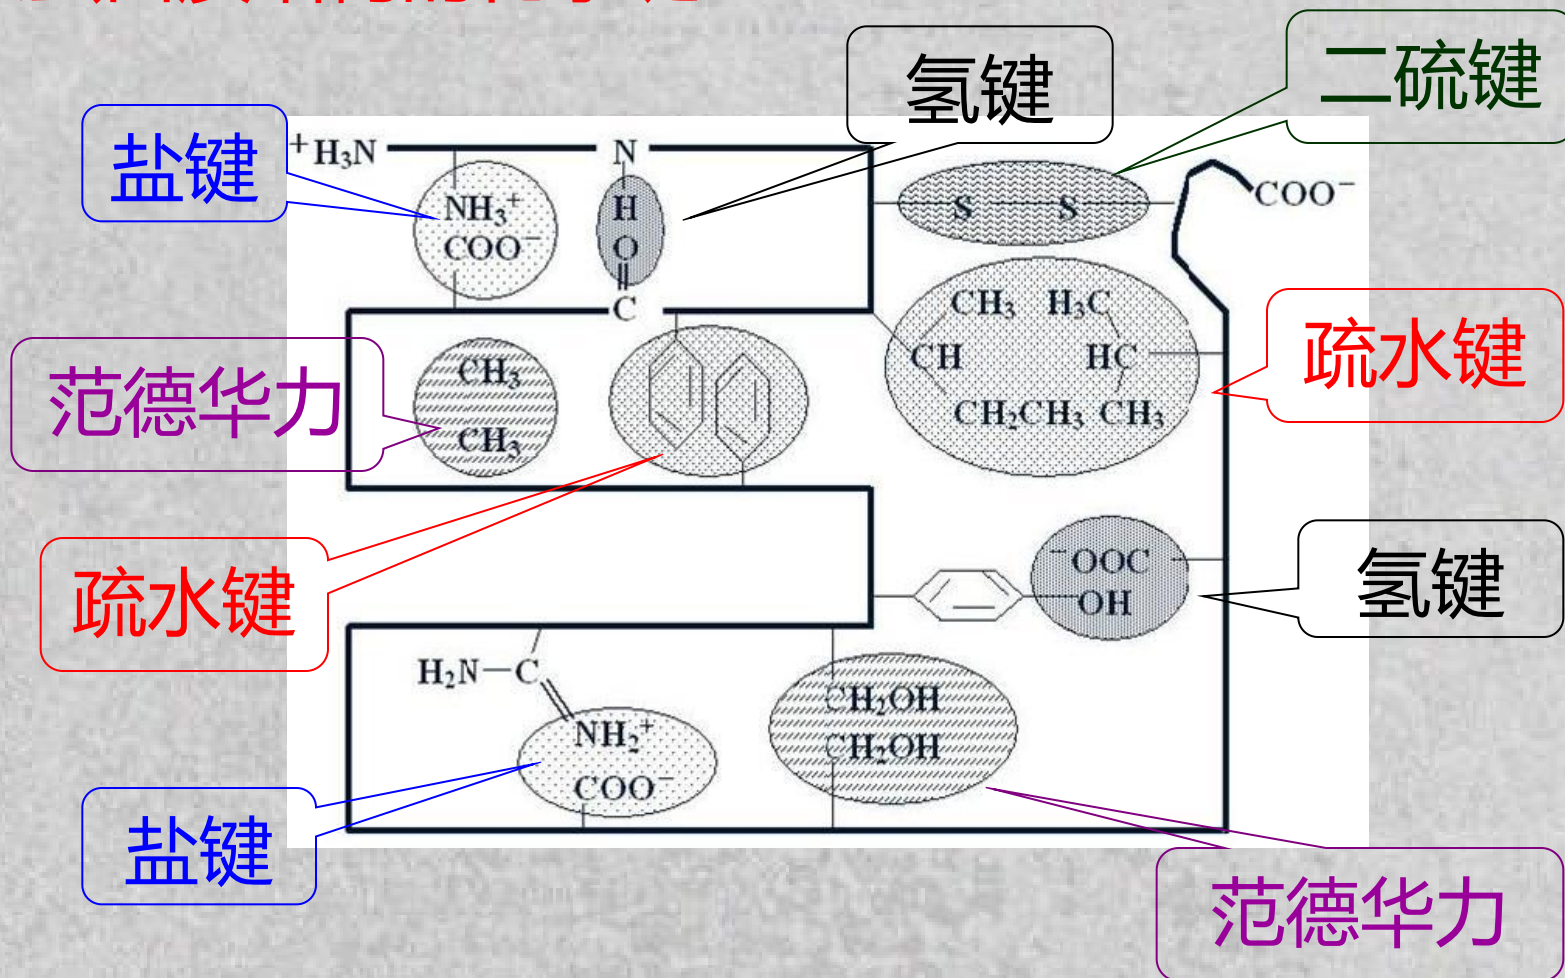 氢键
二硫键
盐键
⁺H₃N
N
COO⁻
NH₃⁺
H
S
S
COO⁻
O
C
CH₃
H₃C
疏水键
CH
HC
范德华力
CH₃
CH₃
CH₂CH₃
CH₃
⁻OOC
氢键
OH
疏水键
H₂N
C
CH₂OH
NH₂⁺
CH₂OH
COO⁻
盐键
范德华力